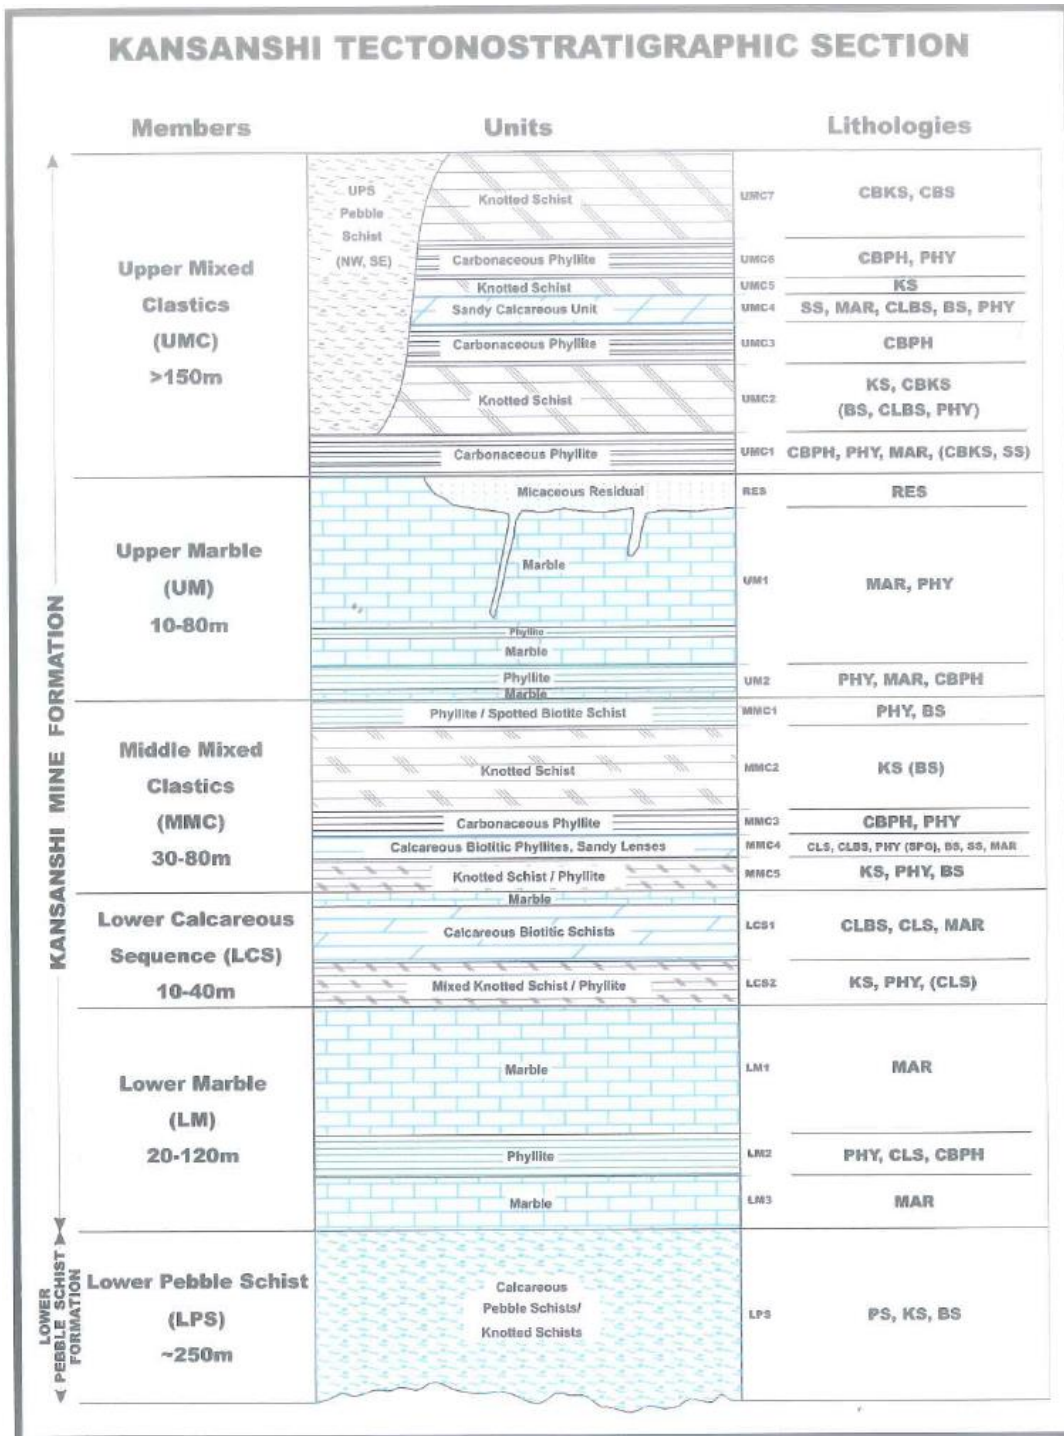 KANSANSHI TECTONOSTRATIGRAPHIC SECTION
Members
Units
Lithologies
KANSANSHI MINE FORMATION
Upper Mixed
Clastics
(UMC)
>150m
UPS
Pebble
Schist
(NW, SE)
Knotted Schist
UMC7
CBKS, CBS
Carbonaceous Phyllite
UMC6
CBPH, PHY
Knotted Schist
UMC5
KS
Sandy Calcareous Unit
UMC4
SS, MAR, CLBS, BS, PHY
Carbonaceous Phyllite
UMC3
CBPH
Knotted Schist
UMC2
KS, CBKS
(BS, CLBS, PHY)
Carbonaceous Phyllite
UMC1
CBPH, PHY, MAR, (CBKS, SS)
Upper Marble
(UM)
10-80m
Micaceous Residual
RES
RES
Marble
UM1
MAR, PHY
Phyllite
Marble
Phyllite
UM2
PHY, MAR, CBPH
Marble
Middle Mixed
Clastics
(MMC)
30-80m
Phyllite / Spotted Biotite Schist
MMC1
PHY, BS
Knotted Schist
MMC2
KS (BS)
Carbonaceous Phyllite
MMC3
CBPH, PHY
Calcareous Biotitic Phyllites, Sandy Lenses
MMC4
CLS, CLBS, PHY (SPG), BS, SS, MAR
Knotted Schist / Phyllite
MMC5
KS, PHY, BS
Lower Calcareous
Sequence (LCS)
10-40m
Marble
Calcareous Biotitic Schists
LCS1
CLBS, CLS, MAR
Mixed Knotted Schist / Phyllite
LCS2
KS, PHY, (CLS)
Lower Marble
(LM)
20-120m
Marble
LM1
MAR
Phyllite
LM2
PHY, CLS, CBPH
Marble
LM3
MAR
LOWER
PEBBLE SCHIST
FORMATION
Lower Pebble Schist
(LPS)
~250m
Calcareous
Pebble Schists/
Knotted Schists
LPS
PS, KS, BS